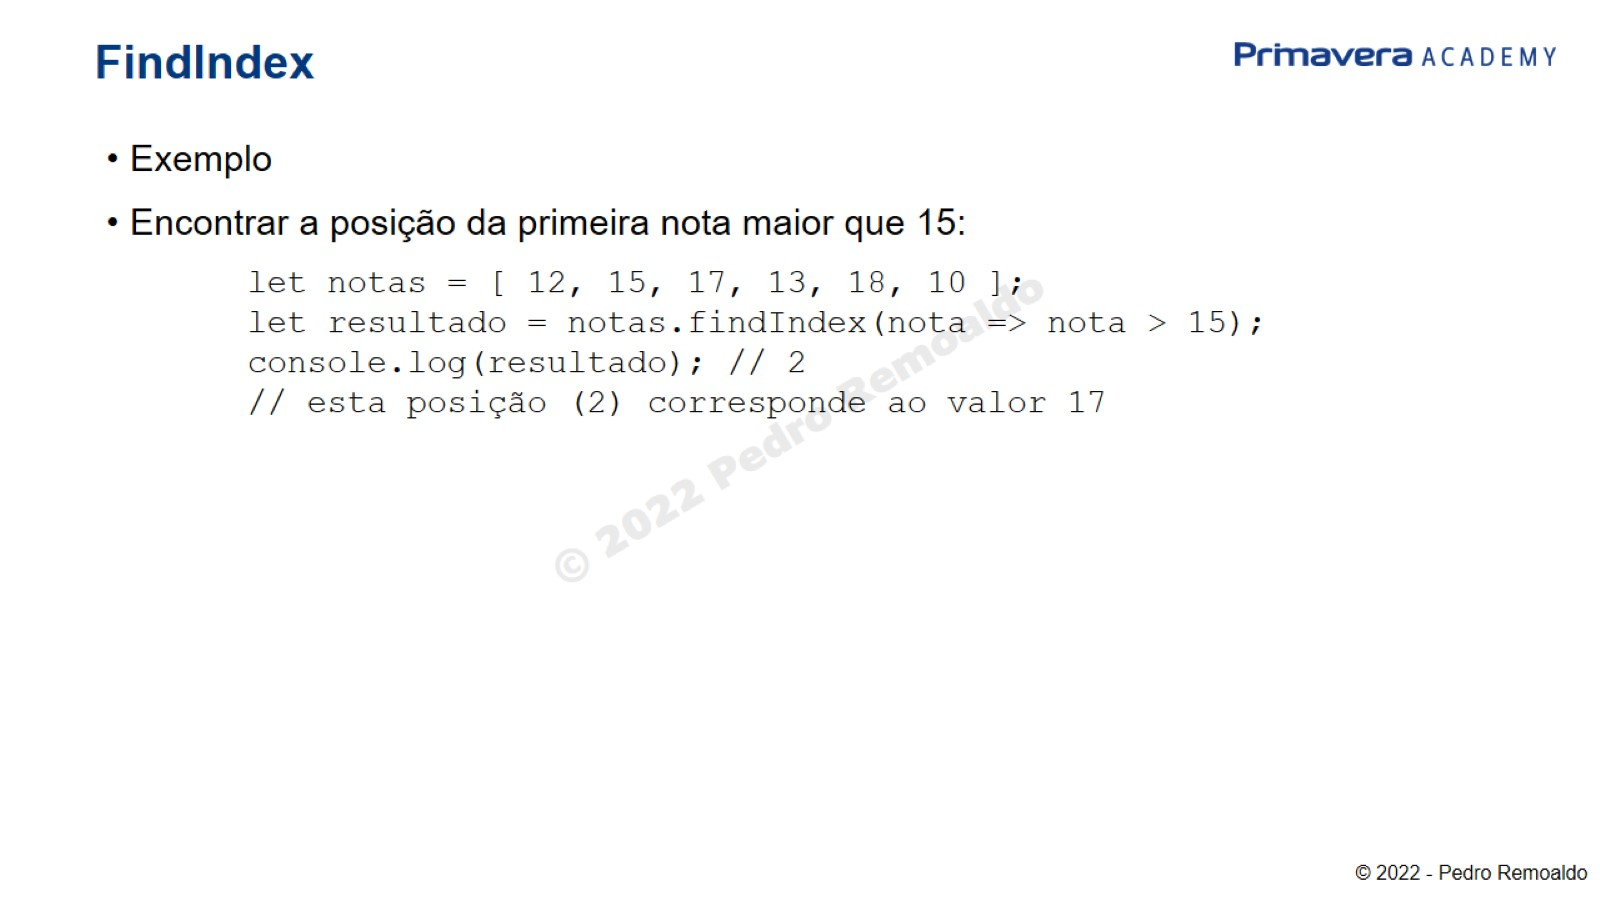 FindIndex
Primavera ACADEMY
• Exemplo
• Encontrar a posição da primeira nota maior que 15:
let notas = [ 12, 15, 17, 13, 18, 10 ];
let resultado = notas.findIndex(nota => nota > 15);
console.log(resultado); // 2
// esta posição (2) corresponde ao valor 17
© 2022 Pedro Remoaldo
© 2022 - Pedro Remoaldo